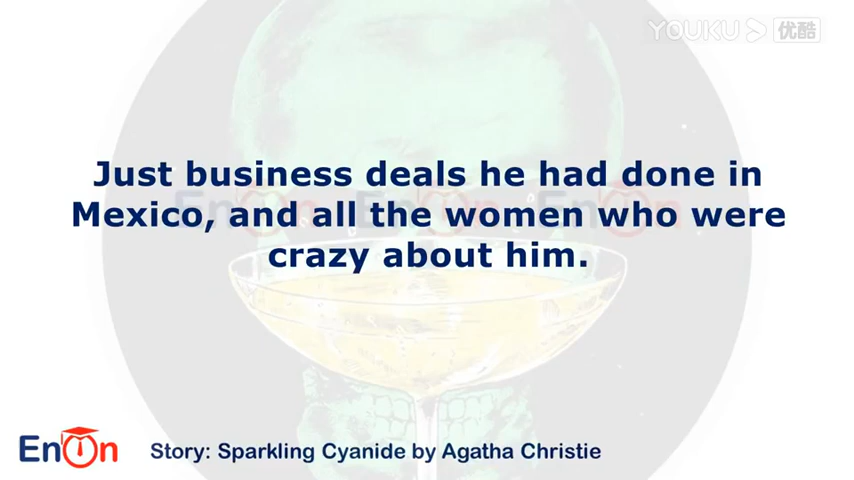 YOUKU 优酷
Just business deals he had done in
Mexico, and all the women who were
crazy about him.
EnOn
Story: Sparkling Cyanide by Agatha Christie